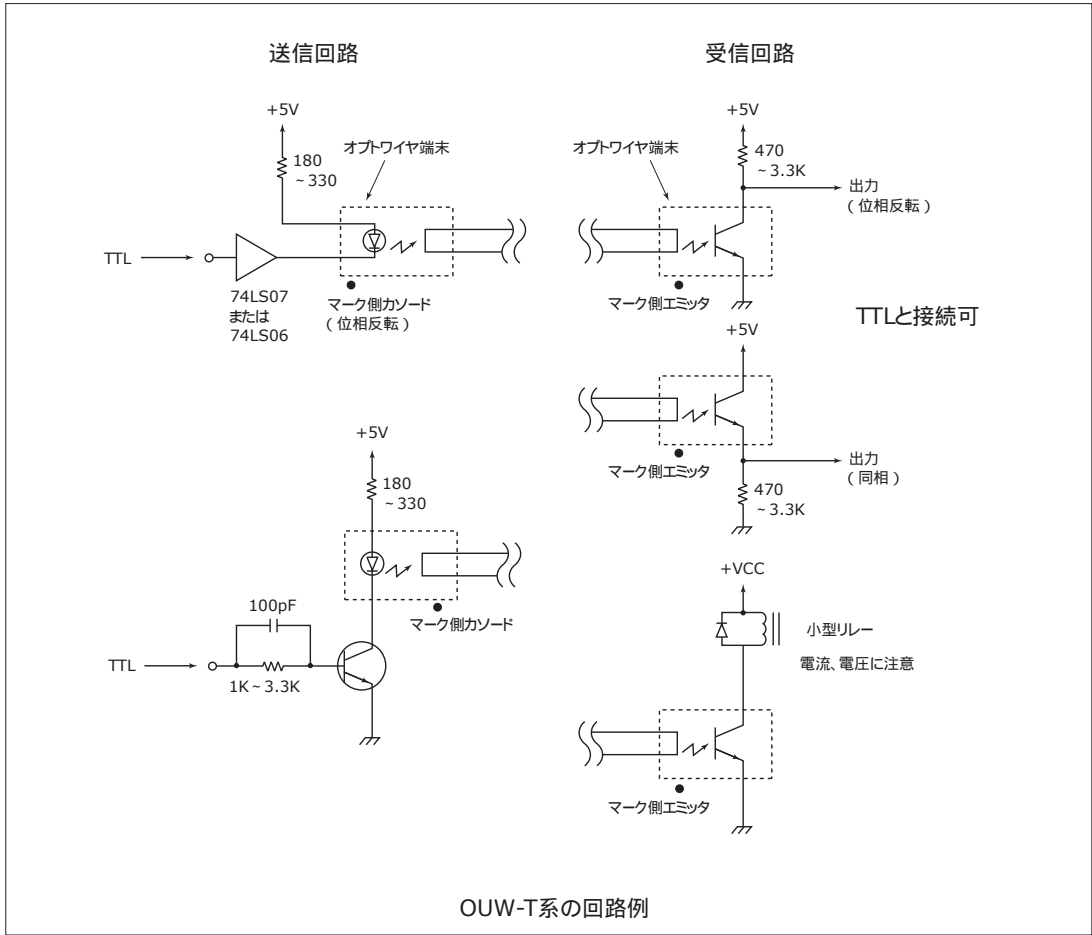 送信回路
+5V
180
~330
オプトワイヤ端末
TTL
74LS07
または
74LS06
マーク側カソード
(位相反転)
+5V
180
~330
100pF
TTL
1K~3.3K
マーク側カソード
受信回路
+5V
470
~3.3K
オプトワイヤ端末
出力
(位相反転)
マーク側エミッタ
TTLと接続可
+5V
マーク側エミッタ
出力
(同相)
470
~3.3K
+VCC
小型リレー
電流、電圧に注意
マーク側エミッタ
OUW-T系の回路例